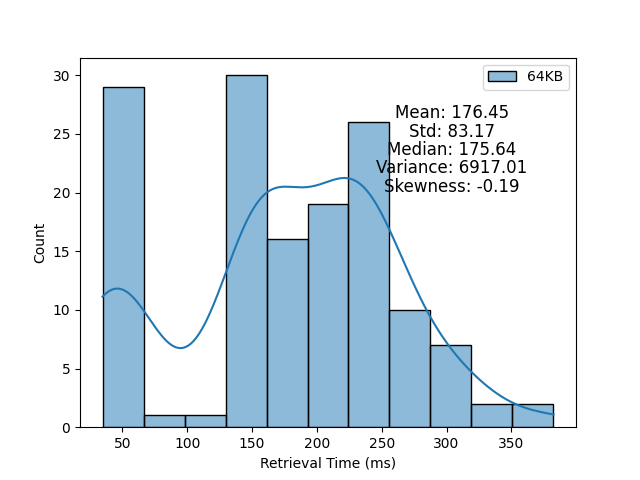 64KB
Mean: 176.45
Std: 83.17
Median: 175.64
Variance: 6917.01
Skewness: -0.19
30
25
20
15
10
5
0
Count
50 100 150 200 250 300 350
Retrieval Time (ms)